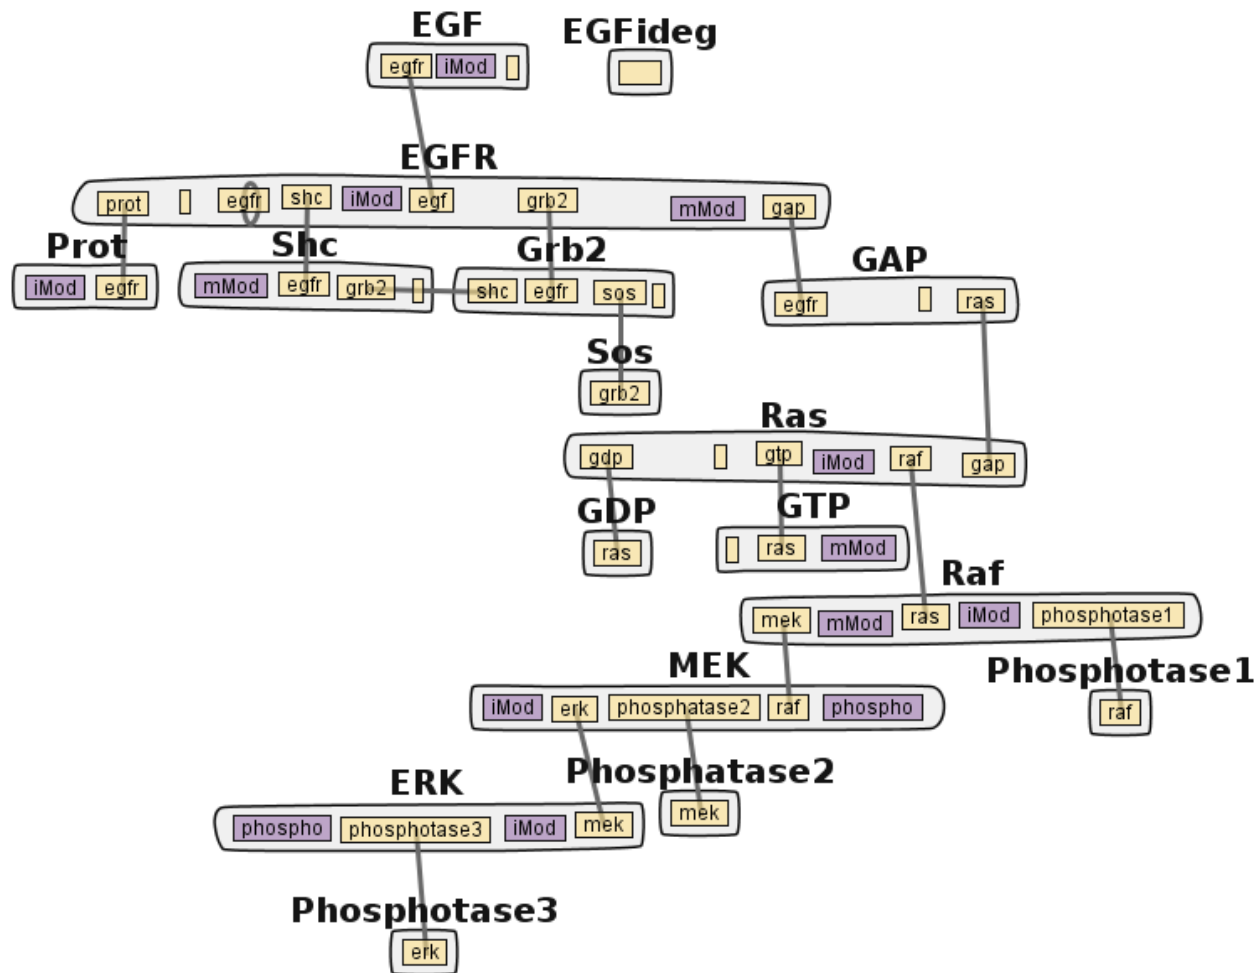 EGF EGFideg
egfr iMod
EGFR
prot egfr shc iMod egf grb2 mMod gap
Prot Shc Grb2 GAP
iMod egfr mMod egfr grb2 shc egfr sos egfr ras
Sos
grb2
Ras
gdp gtp iMod raf gap
GDP GTP
ras ras mMod
Raf
mek mMod ras iMod phosphotase1
MEK Phosphotase1
iMod erk phosphatase2 raf phospho raf
ERK Phosphatase2
phospho phosphotase3 iMod mek mek
Phosphotase3
erk